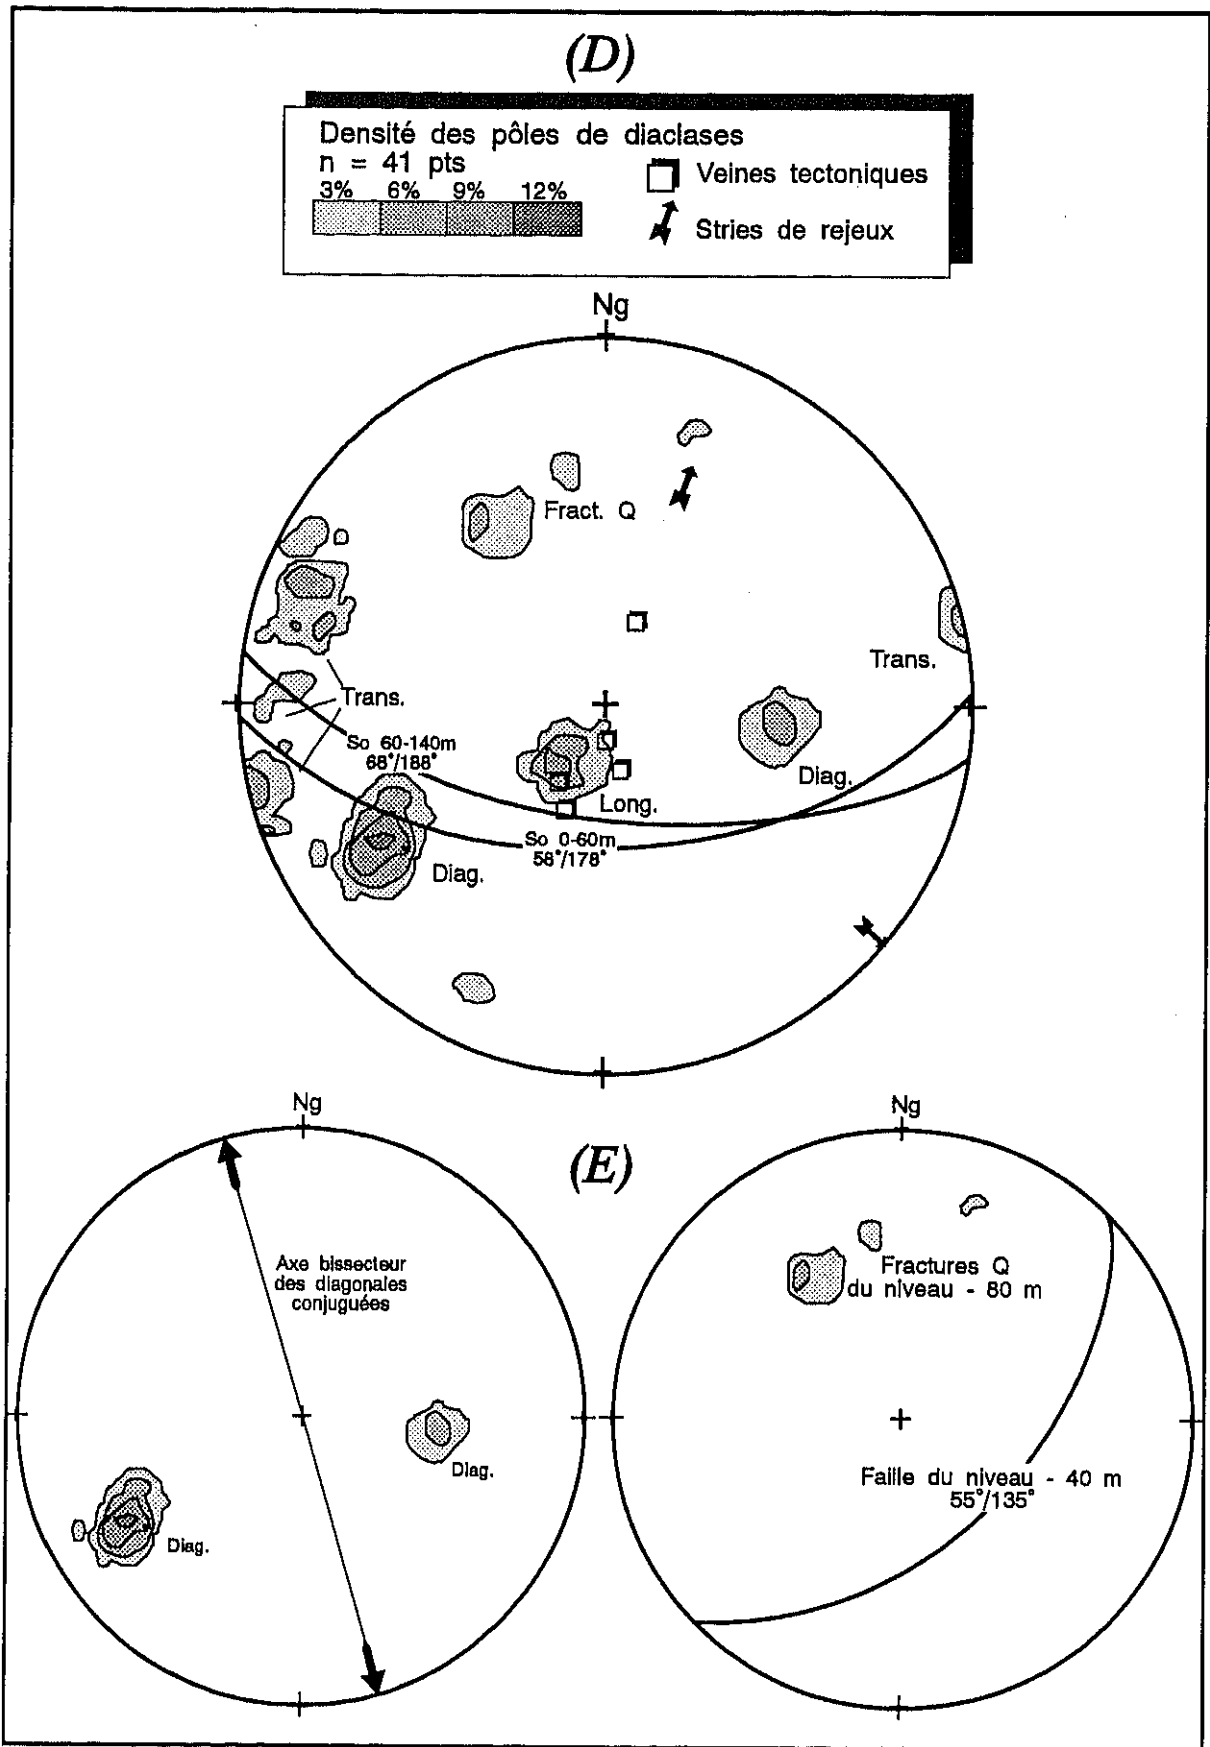 (D)
Densité des pôles de diaclases
n = 41 pts
3% 6% 9% 12%
Veines tectoniques
Stries de rejeux
Ng
Fract. Q
Trans.
Trans.
So 60-140m
68°/188°
Diag.
Long.
So 0-60m
58°/178°
Diag.
Ng
Ng
(E)
Axe bissecteur
des diagonales
conjuguées
Fractures Q
du niveau - 80 m
Diag.
Faille du niveau - 40 m
55°/135°
Diag.